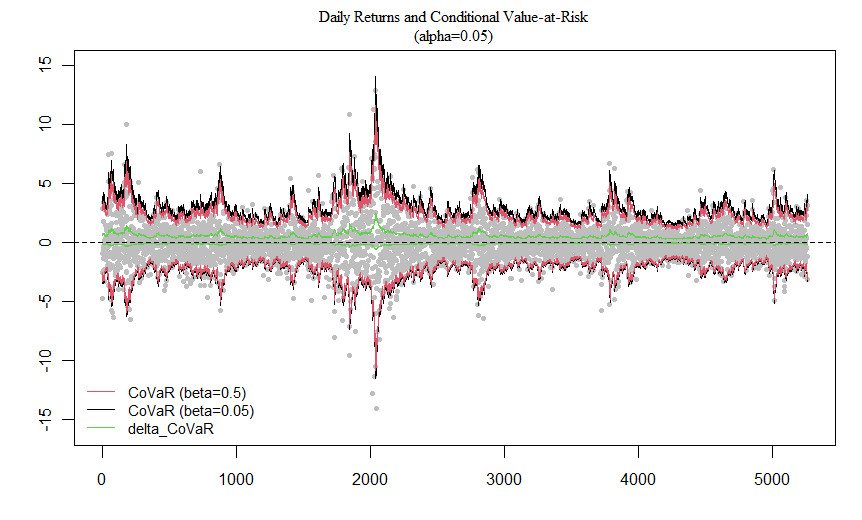 Daily Returns and Conditional Value-at-Risk
(alpha=0.05)
15
10
5
0
-5
-10
-15
CoVaR (beta=0.5)
CoVaR (beta=0.05)
delta_CoVaR
0 1000 2000 3000 4000 5000